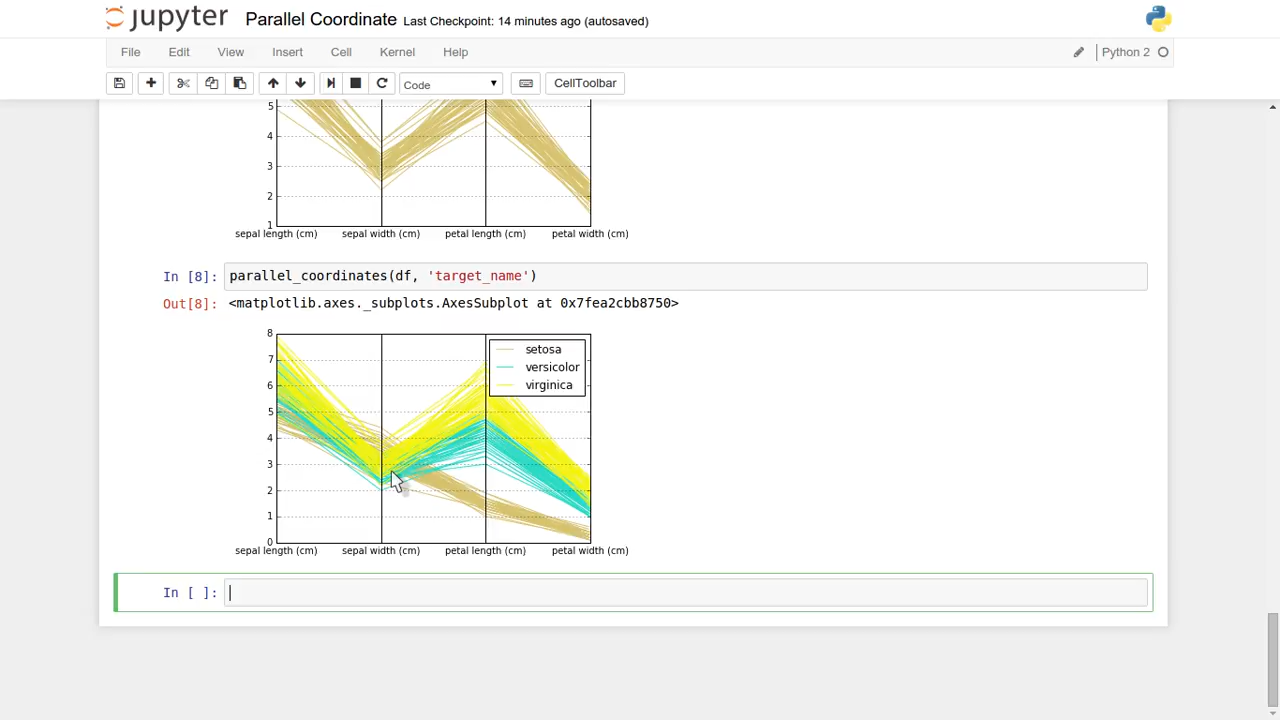 jupyter Parallel Coordinate Last Checkpoint: 14 minutes ago (autosaved)
File Edit View Insert Cell Kernel Help Python 2
Code CellToolbar
5
4
3
2
1
sepal length (cm) sepal width (cm) petal length (cm) petal width (cm)
In [8]: parallel_coordinates(df, 'target_name')
Out[8]: <matplotlib.axes._subplots.AxesSubplot at 0x7fea2cbb8750>
8
setosa
7
versicolor
virginica
6
5
4
3
2
1
0
sepal length (cm) sepal width (cm) petal length (cm) petal width (cm)
In [ ]: